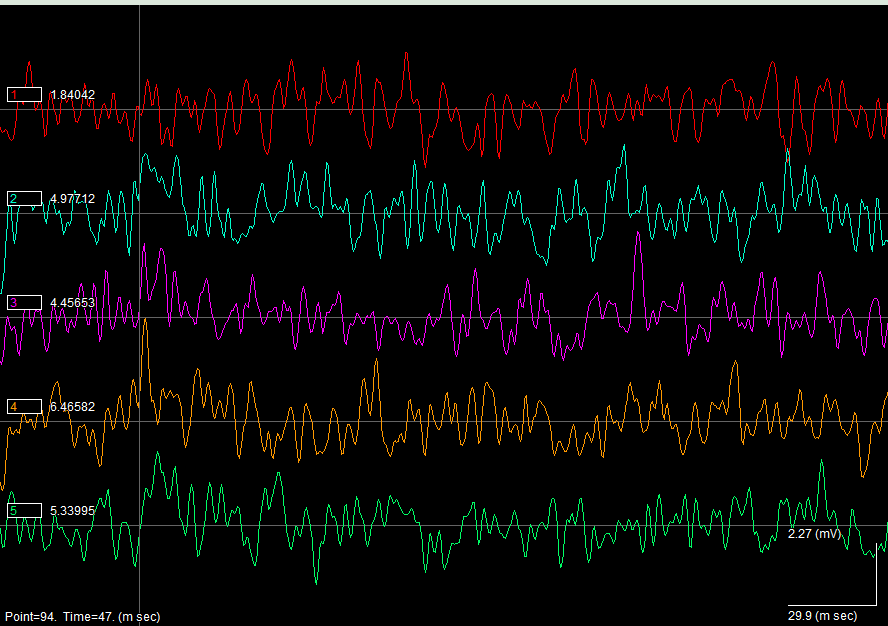 1 1.84042
2 4.97712
3 4.45653
4 6.46582
5 5.33995
2.27 (mV)
29.9 (m sec)
Point=94. Time=47. (m sec)